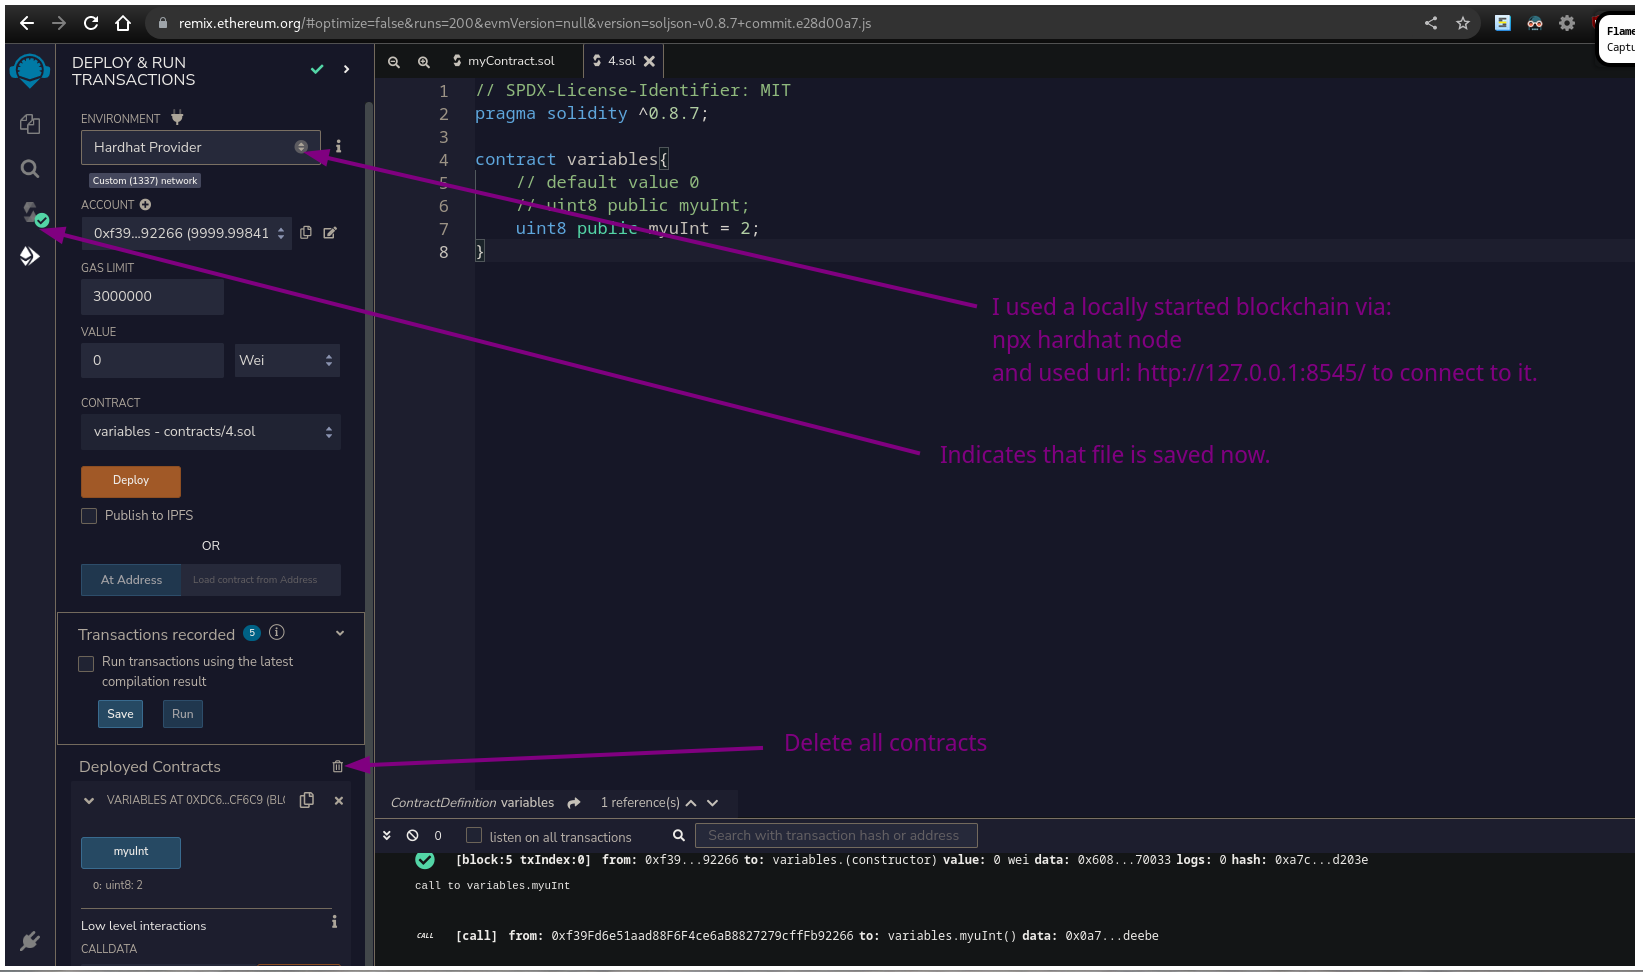 remix.ethereum.org/#optimize=false&runs=200&evmVersion=null&version=soljson-v0.8.7+commit.e28d00a7.js
Flame
Captu
DEPLOY & RUN
TRANSACTIONS
ENVIRONMENT
Hardhat Provider
Custom (1337) network
ACCOUNT
0xf39...92266 (9999.99841
GAS LIMIT
3000000
VALUE
0
Wei
CONTRACT
variables - contracts/4.sol
Deploy
Publish to IPFS
OR
At Address
Load contract from Address
Transactions recorded 5
Run transactions using the latest
compilation result
Save
Run
Deployed Contracts
VARIABLES AT 0XDC6...CF6C9 (BLO
myuInt
0: uint8: 2
Low level interactions
CALLDATA
myContract.sol
4.sol
1 // SPDX-License-Identifier: MIT
2 pragma solidity ^0.8.7;
3
4 contract variables{
5 // default value 0
6 // uint8 public myuInt;
7 uint8 public myuInt = 2;
8 }
I used a locally started blockchain via:
npx hardhat node
and used url: http://127.0.0.1:8545/ to connect to it.
Indicates that file is saved now.
Delete all contracts
ContractDefinition variables 1 reference(s)
0 listen on all transactions
Search with transaction hash or address
[block:5 txIndex:0] from: 0xf39...92266 to: variables.(constructor) value: 0 wei data: 0x608...70033 logs: 0 hash: 0xa7c...d203e
call to variables.myuInt
CALL [call] from: 0xf39Fd6e51aad88F6F4ce6aB8827279cffFb92266 to: variables.myuInt() data: 0x0a7...deebe